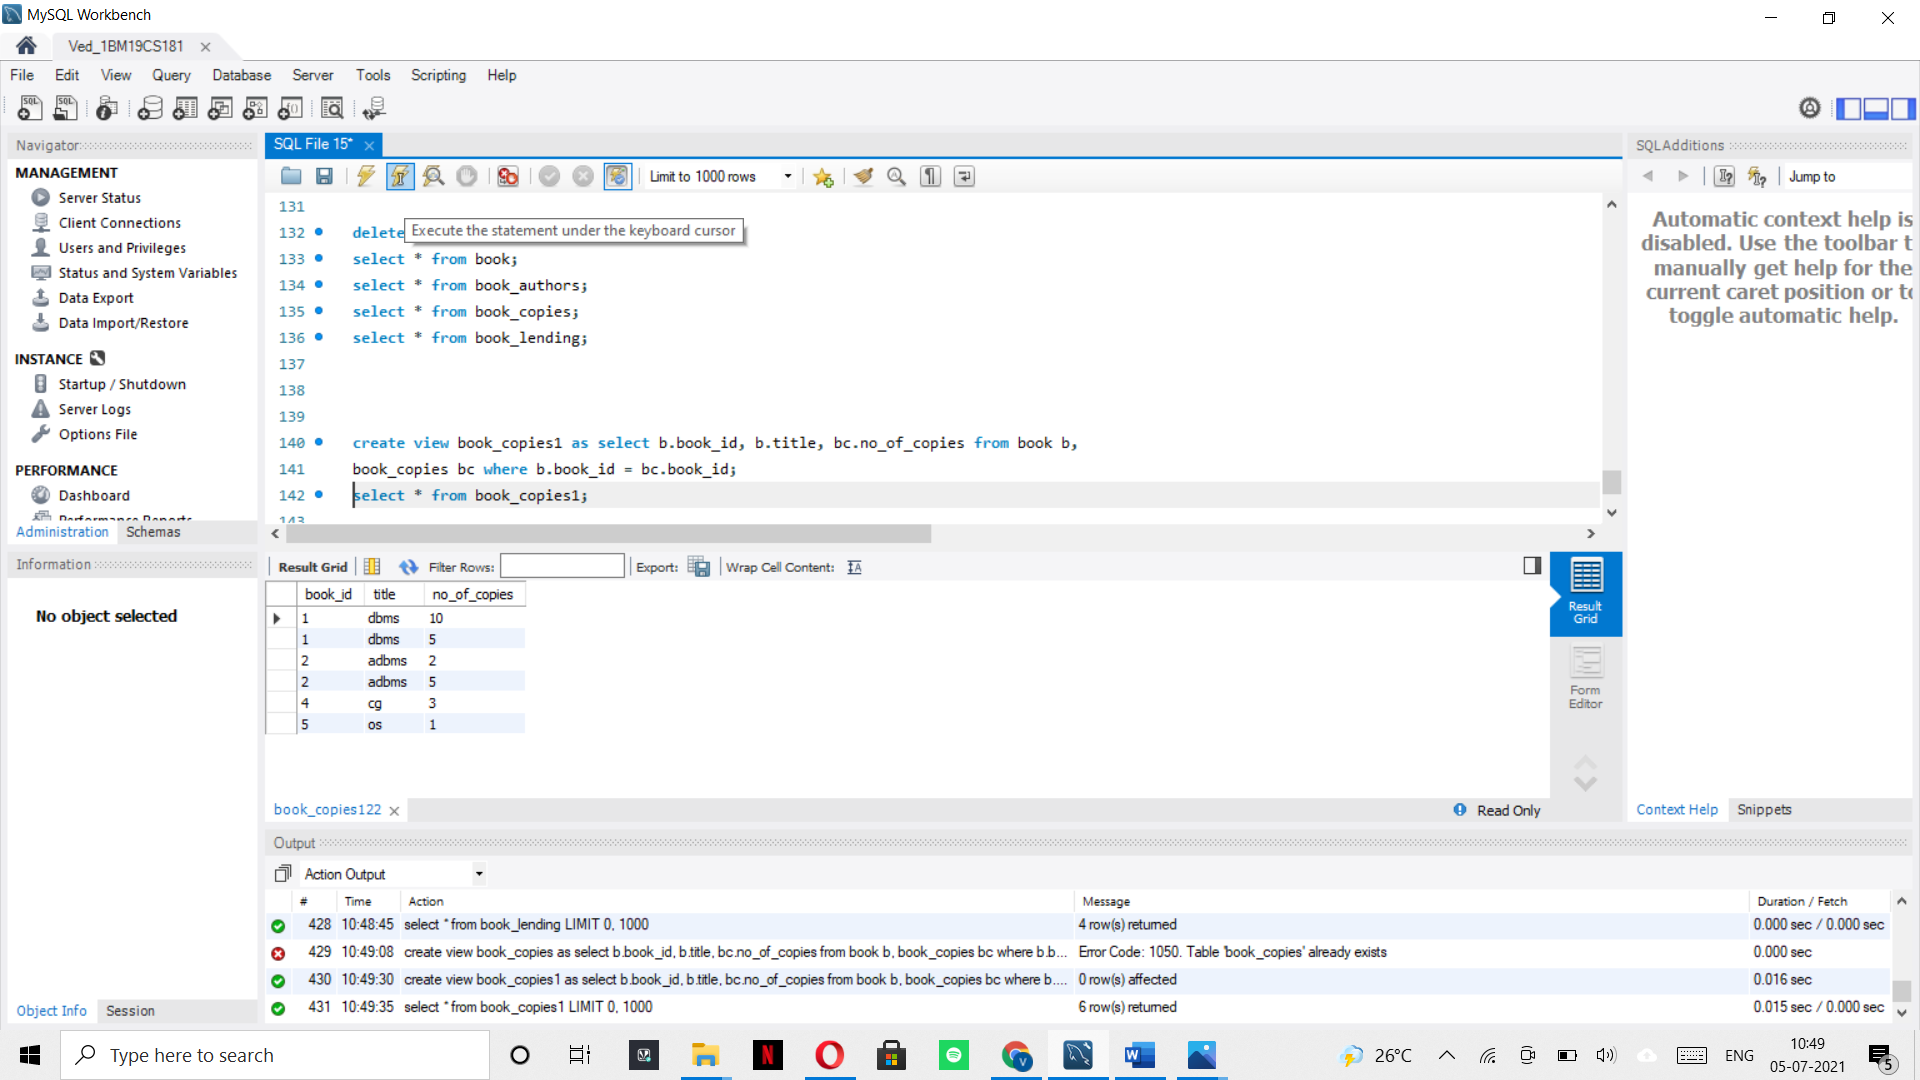 MySQL Workbench
Ved_1BM19CS181
File Edit View Query Database Server Tools Scripting Help
Navigator
MANAGEMENT
Server Status
Client Connections
Users and Privileges
Status and System Variables
Data Export
Data Import/Restore
INSTANCE
Startup / Shutdown
Server Logs
Options File
PERFORMANCE
Dashboard
Performance Reports
Administration Schemas
Information
No object selected
Object Info Session
SQL File 15*
Limit to 1000 rows
Execute the statement under the keyboard cursor
131
132 delete
133 select * from book;
134 select * from book_authors;
135 select * from book_copies;
136 select * from book_lending;
137
138
139
140 create view book_copies1 as select b.book_id, b.title, bc.no_of_copies from book b,
141 book_copies bc where b.book_id = bc.book_id;
142 select * from book_copies1;
143
Result Grid Filter Rows: Export: Wrap Cell Content:
book_id title no_of_copies
1 dbms 10
1 dbms 5
2 adbms 2
2 adbms 5
4 cg 3
5 os 1
Result
Grid
Form
Editor
book_copies122
Read Only
SQLAdditions
Jump to
Automatic context help is
disabled. Use the toolbar t
manually get help for the
current caret position or to
toggle automatic help.
Context Help Snippets
Output
Action Output
# Time Action Message Duration / Fetch
428 10:48:45 select * from book_lending LIMIT 0, 1000 4 row(s) returned 0.000 sec / 0.000 sec
429 10:49:08 create view book_copies as select b.book_id, b.title, bc.no_of_copies from book b, book_copies bc where b.b... Error Code: 1050. Table 'book_copies' already exists 0.000 sec
430 10:49:30 create view book_copies1 as select b.book_id, b.title, bc.no_of_copies from book b, book_copies bc where b.... 0 row(s) affected 0.016 sec
431 10:49:35 select * from book_copies1 LIMIT 0, 1000 6 row(s) returned 0.015 sec / 0.000 sec
Type here to search
26°C
ENG
10:49
05-07-2021
5